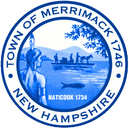 TOWN OF MERRIMACK 1746
NATICOOK 1734
NEW HAMPSHIRE